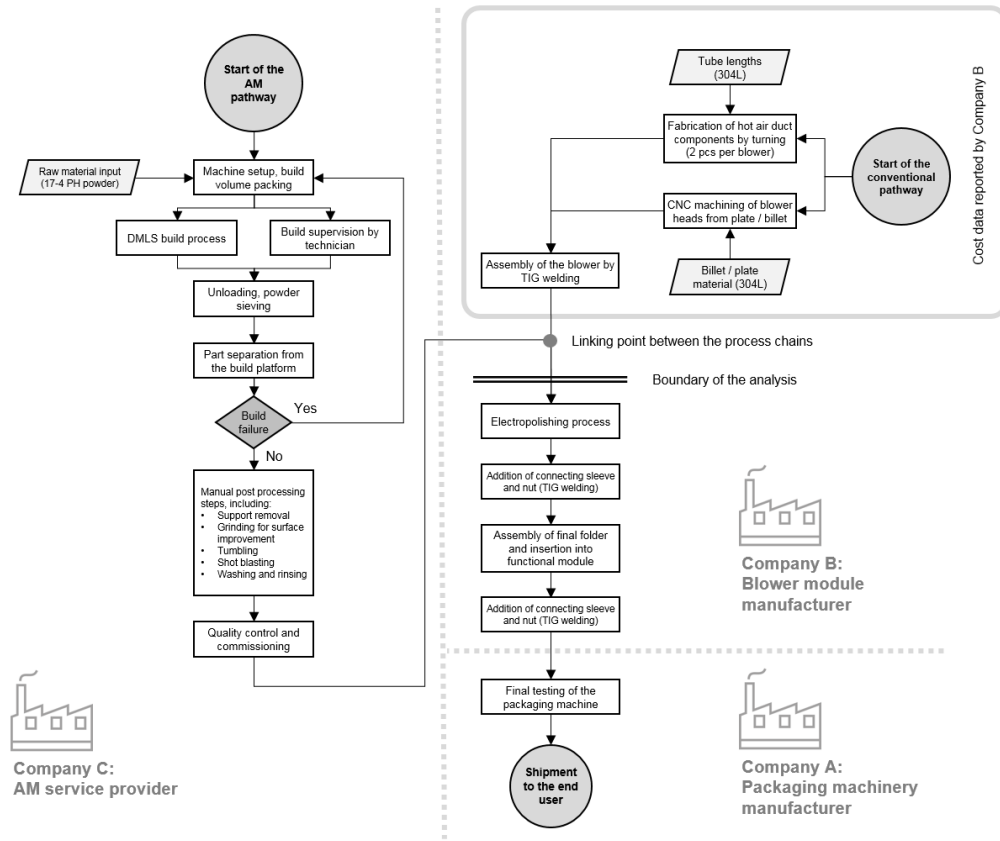 Start of the
AM
pathway
Raw material input
(17-4 PH powder)
Machine setup, build
volume packing
DMLS build process
Build supervision by
technician
Unloading, powder
sieving
Part separation from
the build platform
Build
failure
Yes
No
Manual post processing
steps, including:
• Support removal
• Grinding for surface
improvement
• Tumbling
• Shot blasting
• Washing and rinsing
Quality control and
commissioning
Company C:
AM service provider
Tube lengths
(304L)
Fabrication of hot air duct
components by turning
(2 pcs per blower)
Start of the
conventional
pathway
CNC machining of blower
heads from plate / billet
Billet / plate
material (304L)
Assembly of the blower by
TIG welding
Cost data reported by Company B
Linking point between the process chains
Boundary of the analysis
Electropolishing process
Addition of connecting sleeve
and nut (TIG welding)
Assembly of final folder
and insertion into
functional module
Addition of connecting sleeve
and nut (TIG welding)
Company B:
Blower module
manufacturer
Final testing of the
packaging machine
Shipment
to the end
user
Company A:
Packaging machinery
manufacturer